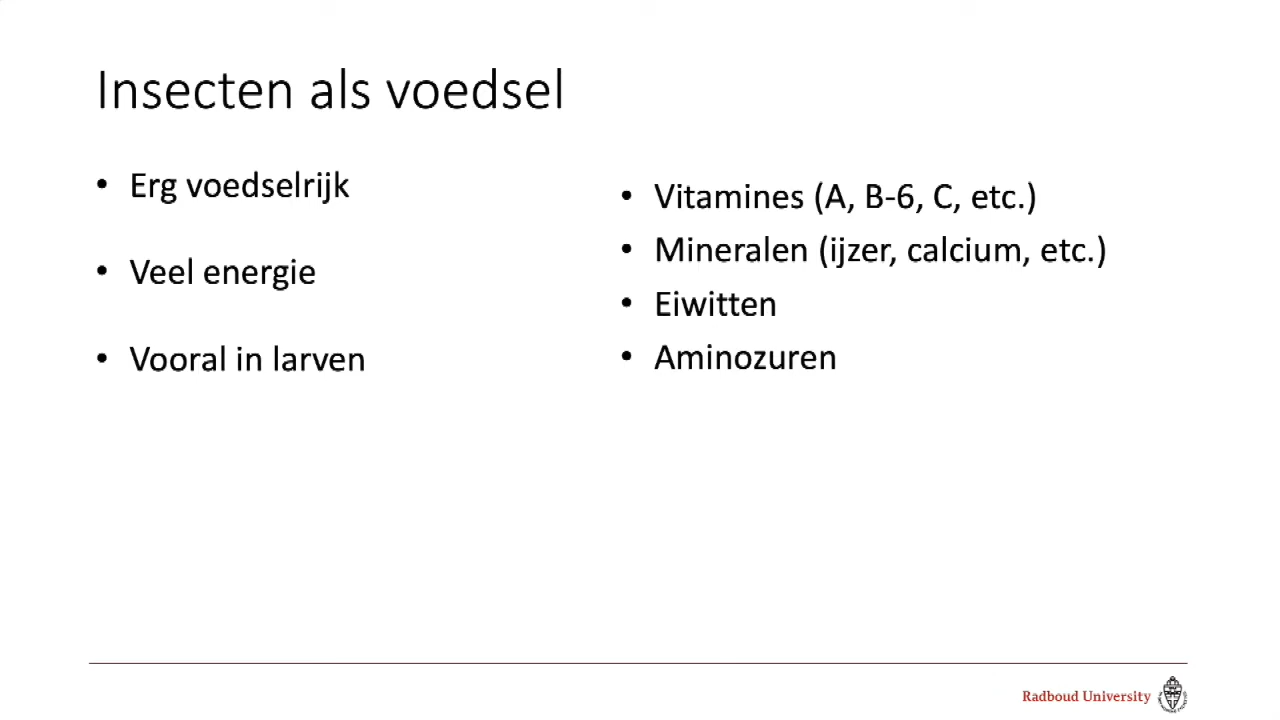 Insecten als voedsel
• Erg voedselrijk
• Veel energie
• Vooral in larven
• Vitamines (A, B-6, C, etc.)
• Mineralen (ijzer, calcium, etc.)
• Eiwitten
• Aminozuren
Radboud University